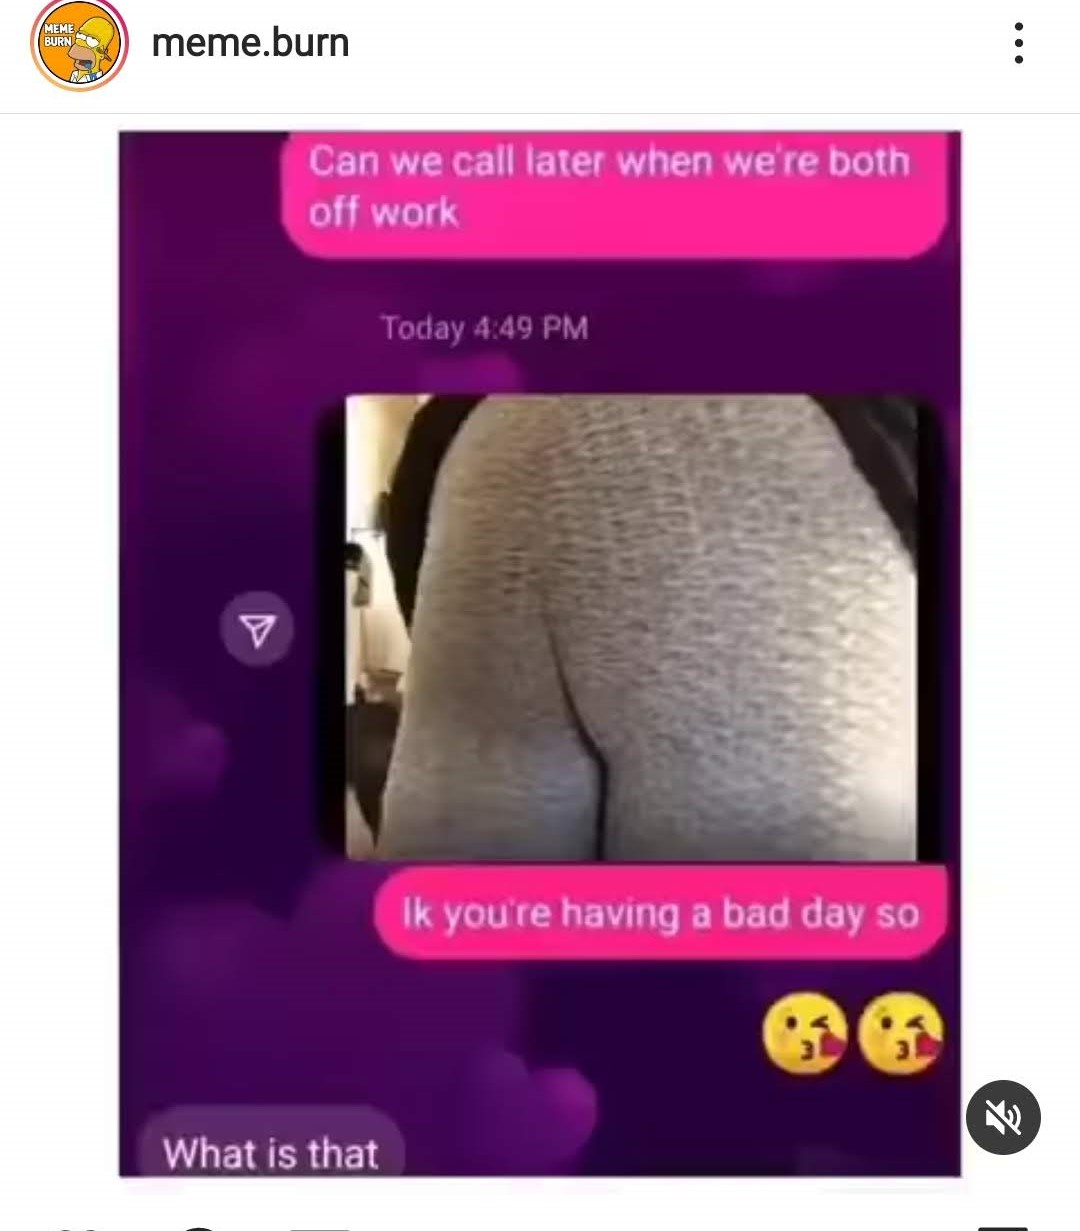 MEME
BURN
meme.burn
Can we call later when we're both
off work
Today 4:49 PM
Ik you're having a bad day so
What is that